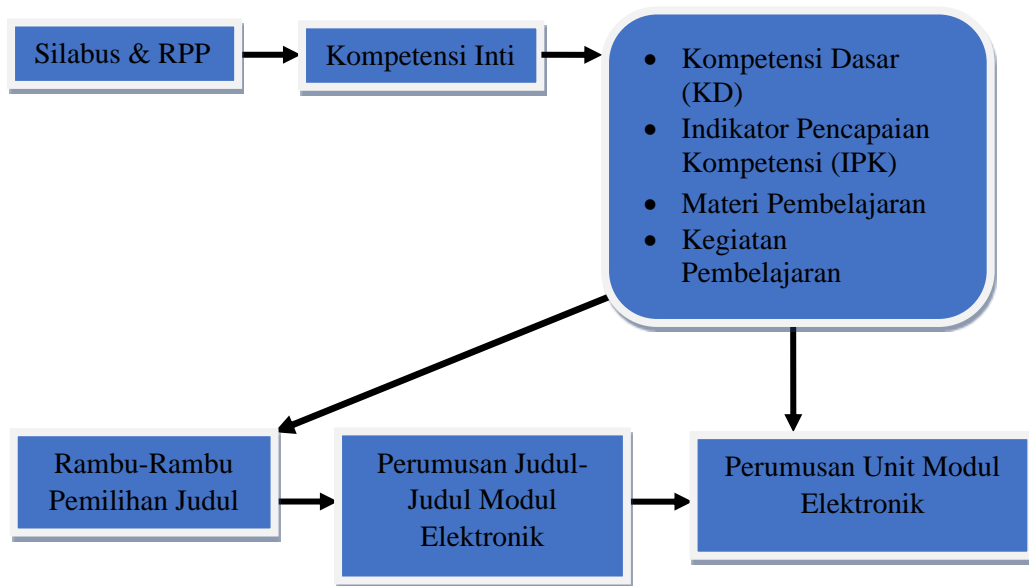 Silabus & RPP
Kompetensi Inti
• Kompetensi Dasar
(KD)
• Indikator Pencapaian
Kompetensi (IPK)
• Materi Pembelajaran
• Kegiatan
Pembelajaran
Rambu-Rambu
Pemilihan Judul
Perumusan Judul-
Judul Modul
Elektronik
Perumusan Unit Modul
Elektronik